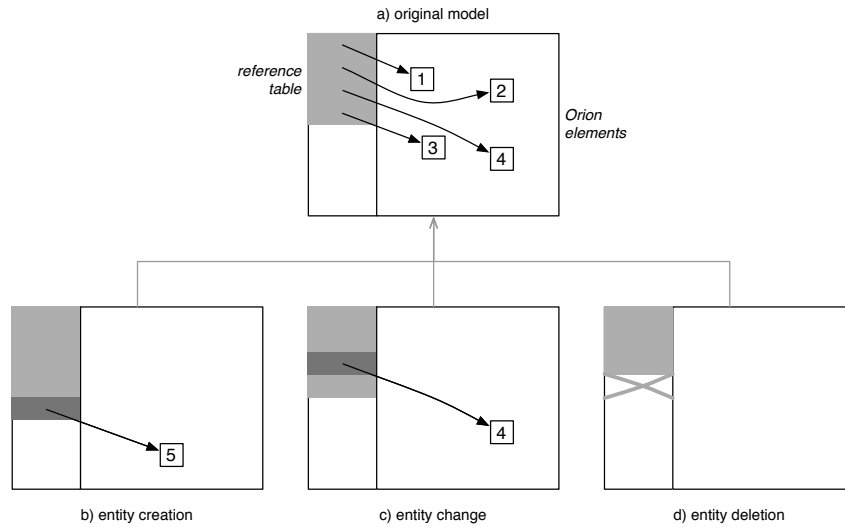 a) original model
reference
table
1
2
3
4
Orion
elements
5
4
b) entity creation
c) entity change
d) entity deletion